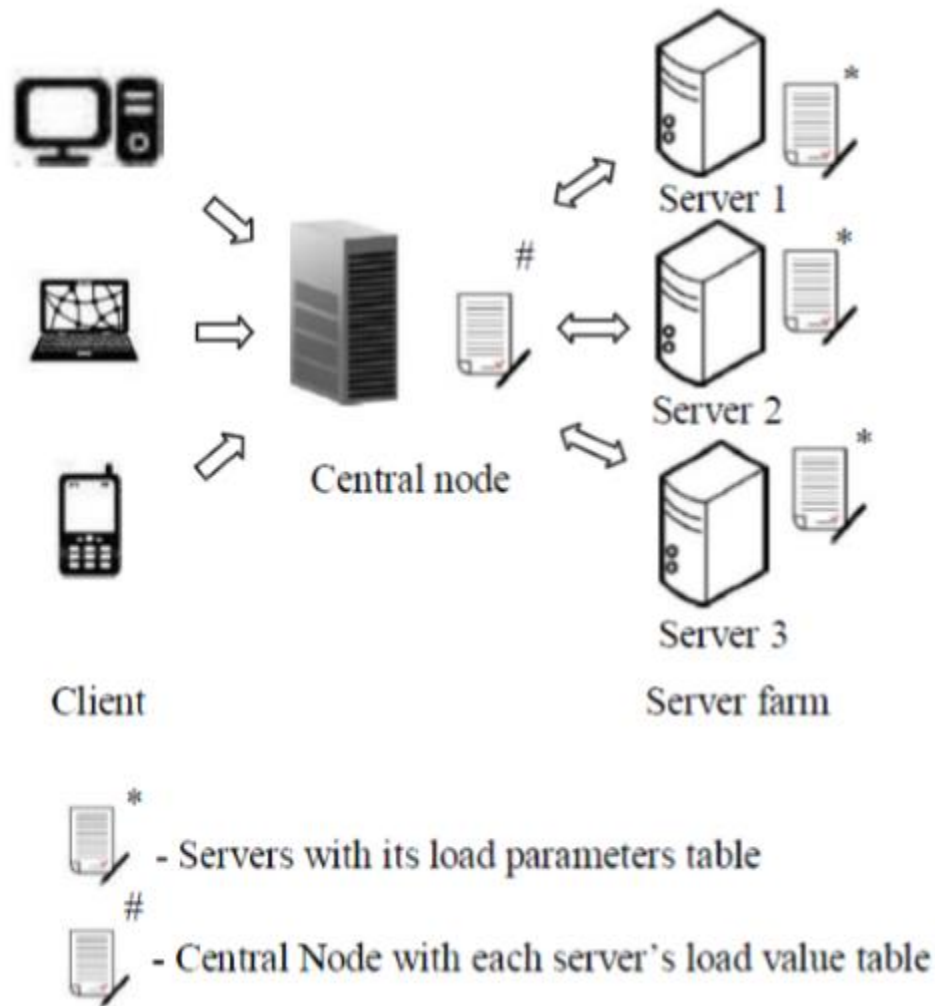 *
Server 1
#
*
Server 2
*
Central node
Server 3
Client
Server farm
*
- Servers with its load parameters table
#
- Central Node with each server's load value table